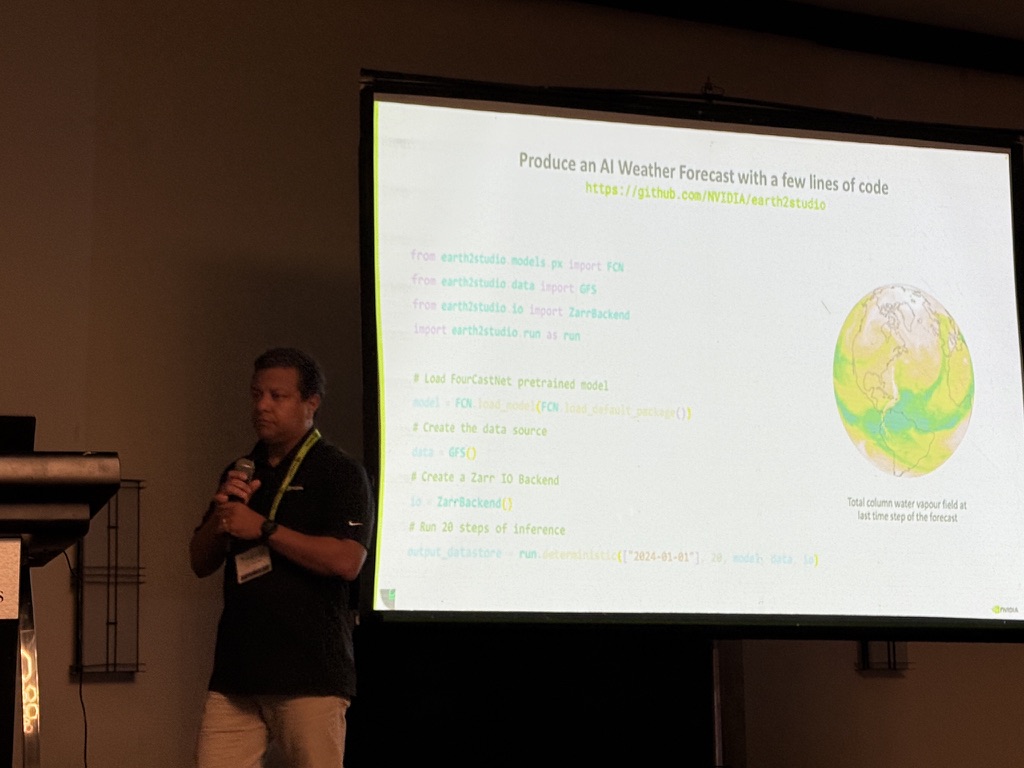 Produce an AI Weather Forecast with a few lines of code
https://github.com/NVIDIA/earth2studio
from earth2studio.models.px import FCN
from earth2studio.data import GFS
from earth2studio.io import ZarrBackend
import earth2studio.run as run
# Load FourCastNet pretrained model
model = FCN.load_model(FCN.load_default_package())
# Create the data source
data = GFS()
# Create a Zarr IO Backend
io = ZarrBackend()
# Run 20 steps of inference
output_datastore = run.deterministic(["2024-01-01"], 20, model, data, io)
Total column water vapour field at
last time step of the forecast
NVIDIA